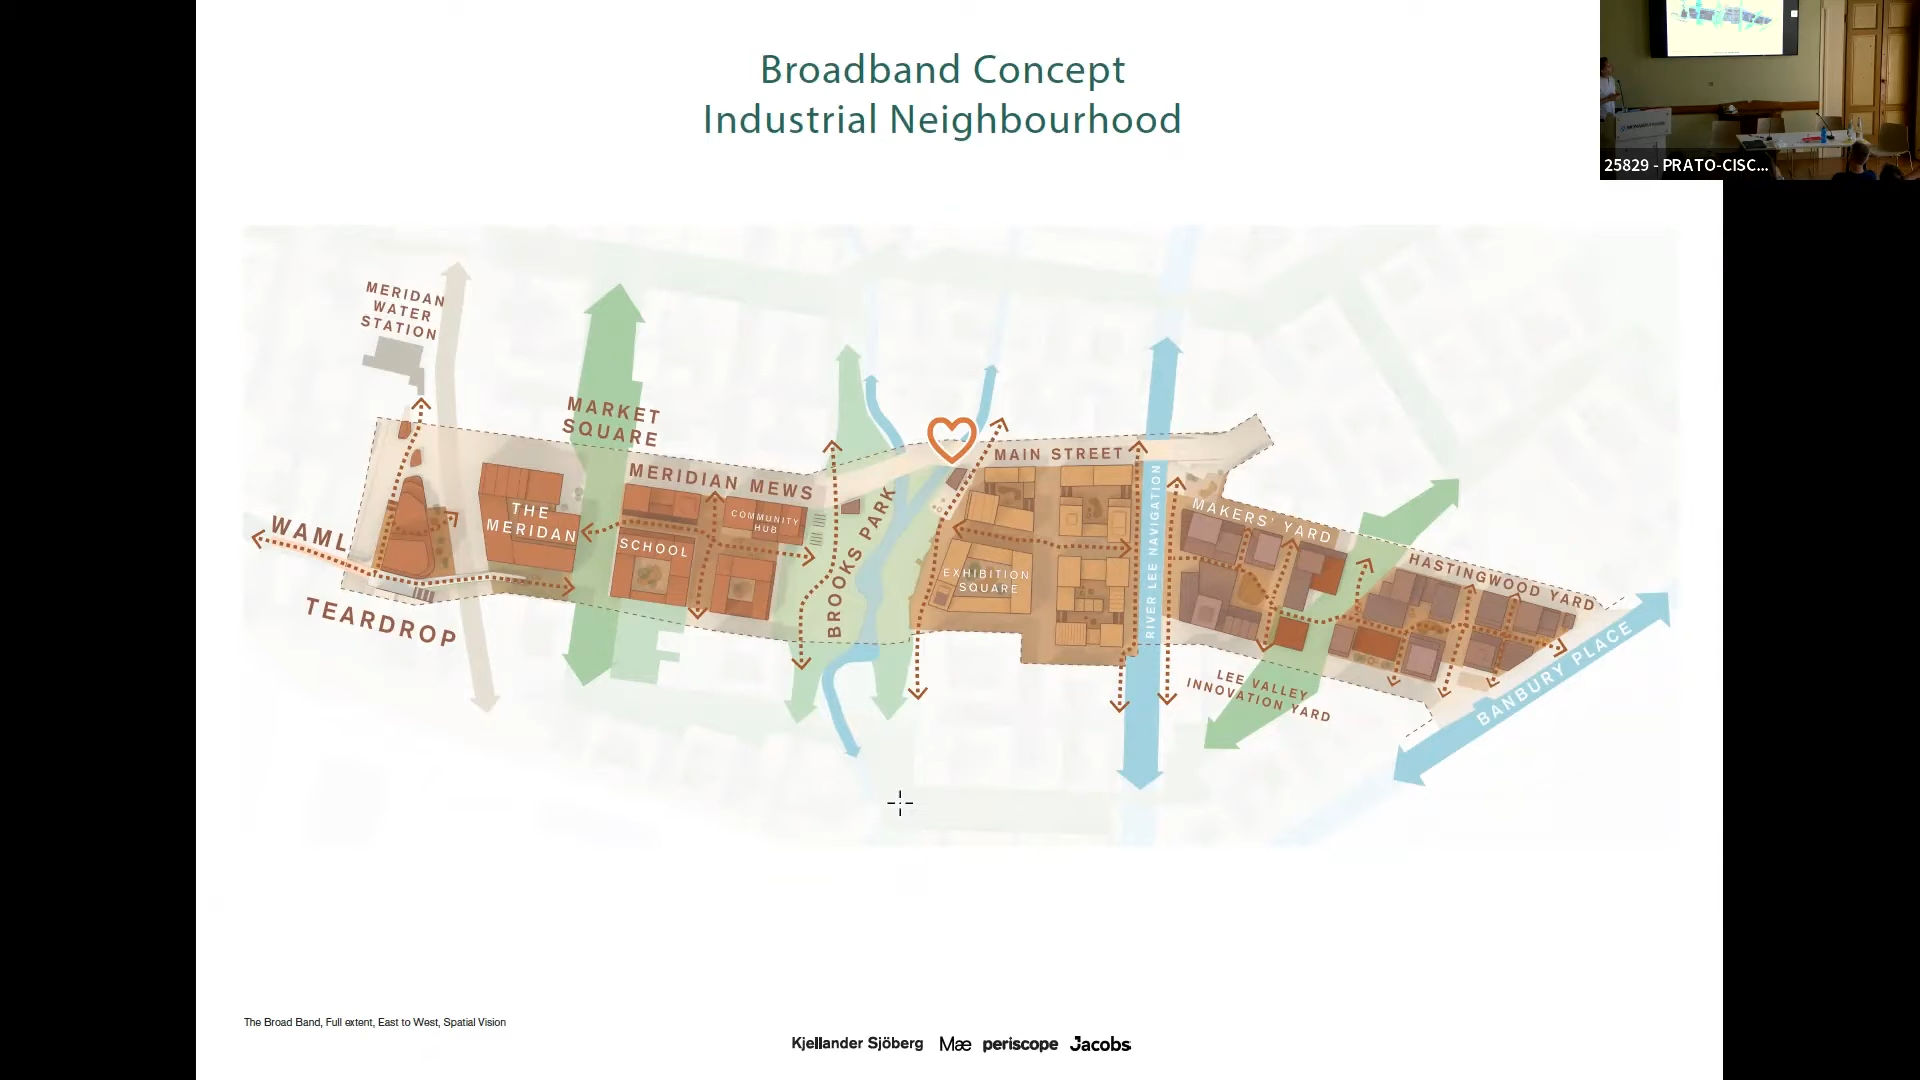 Broadband Concept
Industrial Neighbourhood
25829 - PRATO-CISC...
MERIDAN
WATER
STATION
MARKET
SQUARE
MERIDIAN MEWS
MAIN STREET
WAML
THE
MERIDAN
COMMUNITY
HUB
SCHOOL
BROOKS PARK
EXHIBITION
SQUARE
RIVER LEE NAVIGATION
MAKERS' YARD
HASTINGWOOD YARD
TEARDROP
LEE VALLEY
INNOVATION YARD
BANBURY PLACE
The Broad Band, Full extent, East to West, Spatial Vision
Kjellander Sjöberg Mæ periscope Jacobs